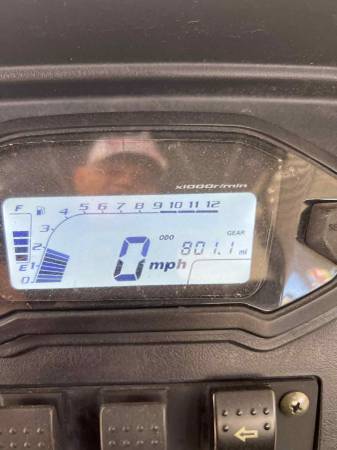 x1000r/min
F 4 5 6 7 8 9 10 11 12
3
ODO GEAR
2 0 mph 801.1 mi
E 1
0
SE